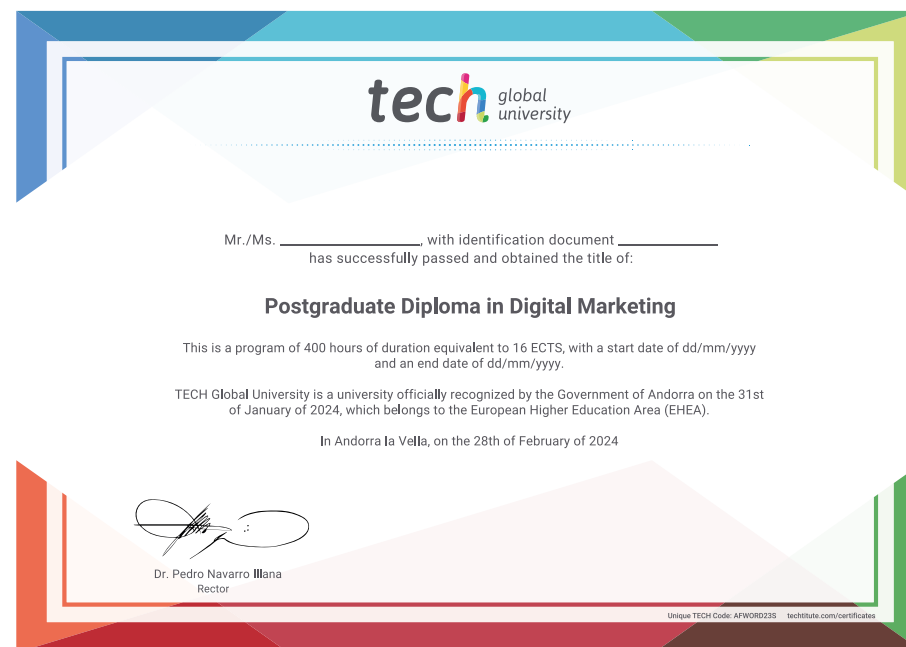 tech global
university
Mr./Ms. ____________, with identification document ____________
has successfully passed and obtained the title of:
Postgraduate Diploma in Digital Marketing
This is a program of 400 hours of duration equivalent to 16 ECTS, with a start date of dd/mm/yyyy
and an end date of dd/mm/yyyy.
TECH Global University is a university officially recognized by the Government of Andorra on the 31st
of January of 2024, which belongs to the European Higher Education Area (EHEA).
In Andorra la Vella, on the 28th of February of 2024
Dr. Pedro Navarro Illana
Rector
Unique TECH Code: AFWORD23S techtitute.com/certificates